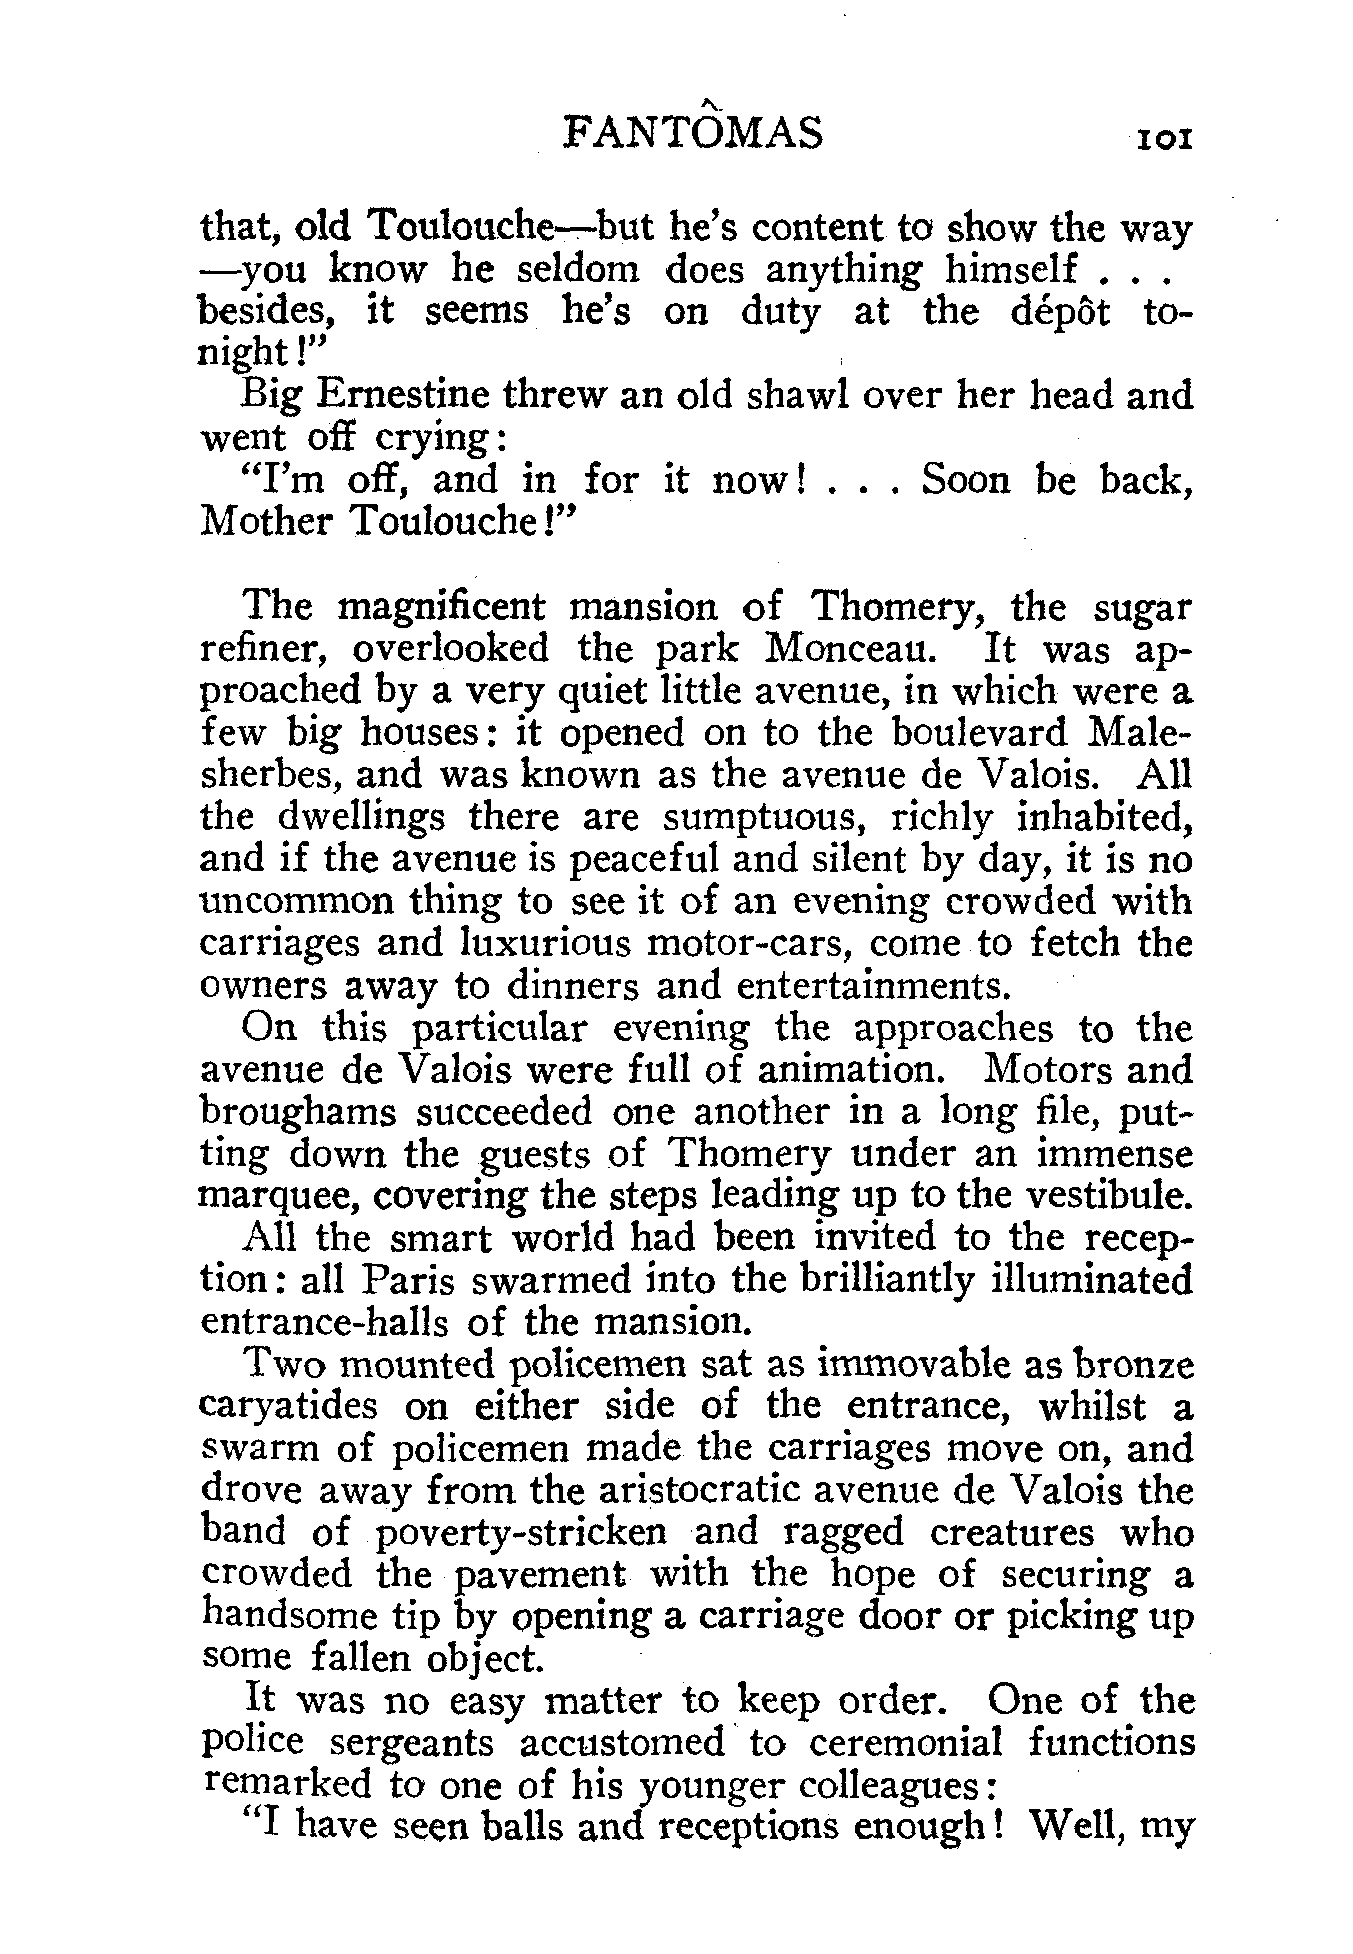 FANTÔMAS 101
that, old Toulouche—but he's content to show the way
—you know he seldom does anything himself . . .
besides, it seems he's on duty at the dépôt to-
night!"
Big Ernestine threw an old shawl over her head and
went off crying:
"I'm off, and in for it now! . . . Soon be back,
Mother Toulouche!"
The magnificent mansion of Thomery, the sugar
refiner, overlooked the park Monceau. It was ap-
proached by a very quiet little avenue, in which were a
few big houses: it opened on to the boulevard Male-
sherbes, and was known as the avenue de Valois. All
the dwellings there are sumptuous, richly inhabited,
and if the avenue is peaceful and silent by day, it is no
uncommon thing to see it of an evening crowded with
carriages and luxurious motor-cars, come to fetch the
owners away to dinners and entertainments.
On this particular evening the approaches to the
avenue de Valois were full of animation. Motors and
broughams succeeded one another in a long file, put-
ting down the guests of Thomery under an immense
marquee, covering the steps leading up to the vestibule.
All the smart world had been invited to the recep-
tion: all Paris swarmed into the brilliantly illuminated
entrance-halls of the mansion.
Two mounted policemen sat as immovable as bronze
caryatides on either side of the entrance, whilst a
swarm of policemen made the carriages move on, and
drove away from the aristocratic avenue de Valois the
band of poverty-stricken and ragged creatures who
crowded the pavement with the hope of securing a
handsome tip by opening a carriage door or picking up
some fallen object.
It was no easy matter to keep order. One of the
police sergeants accustomed to ceremonial functions
remarked to one of his younger colleagues:
"I have seen balls and receptions enough! Well, my